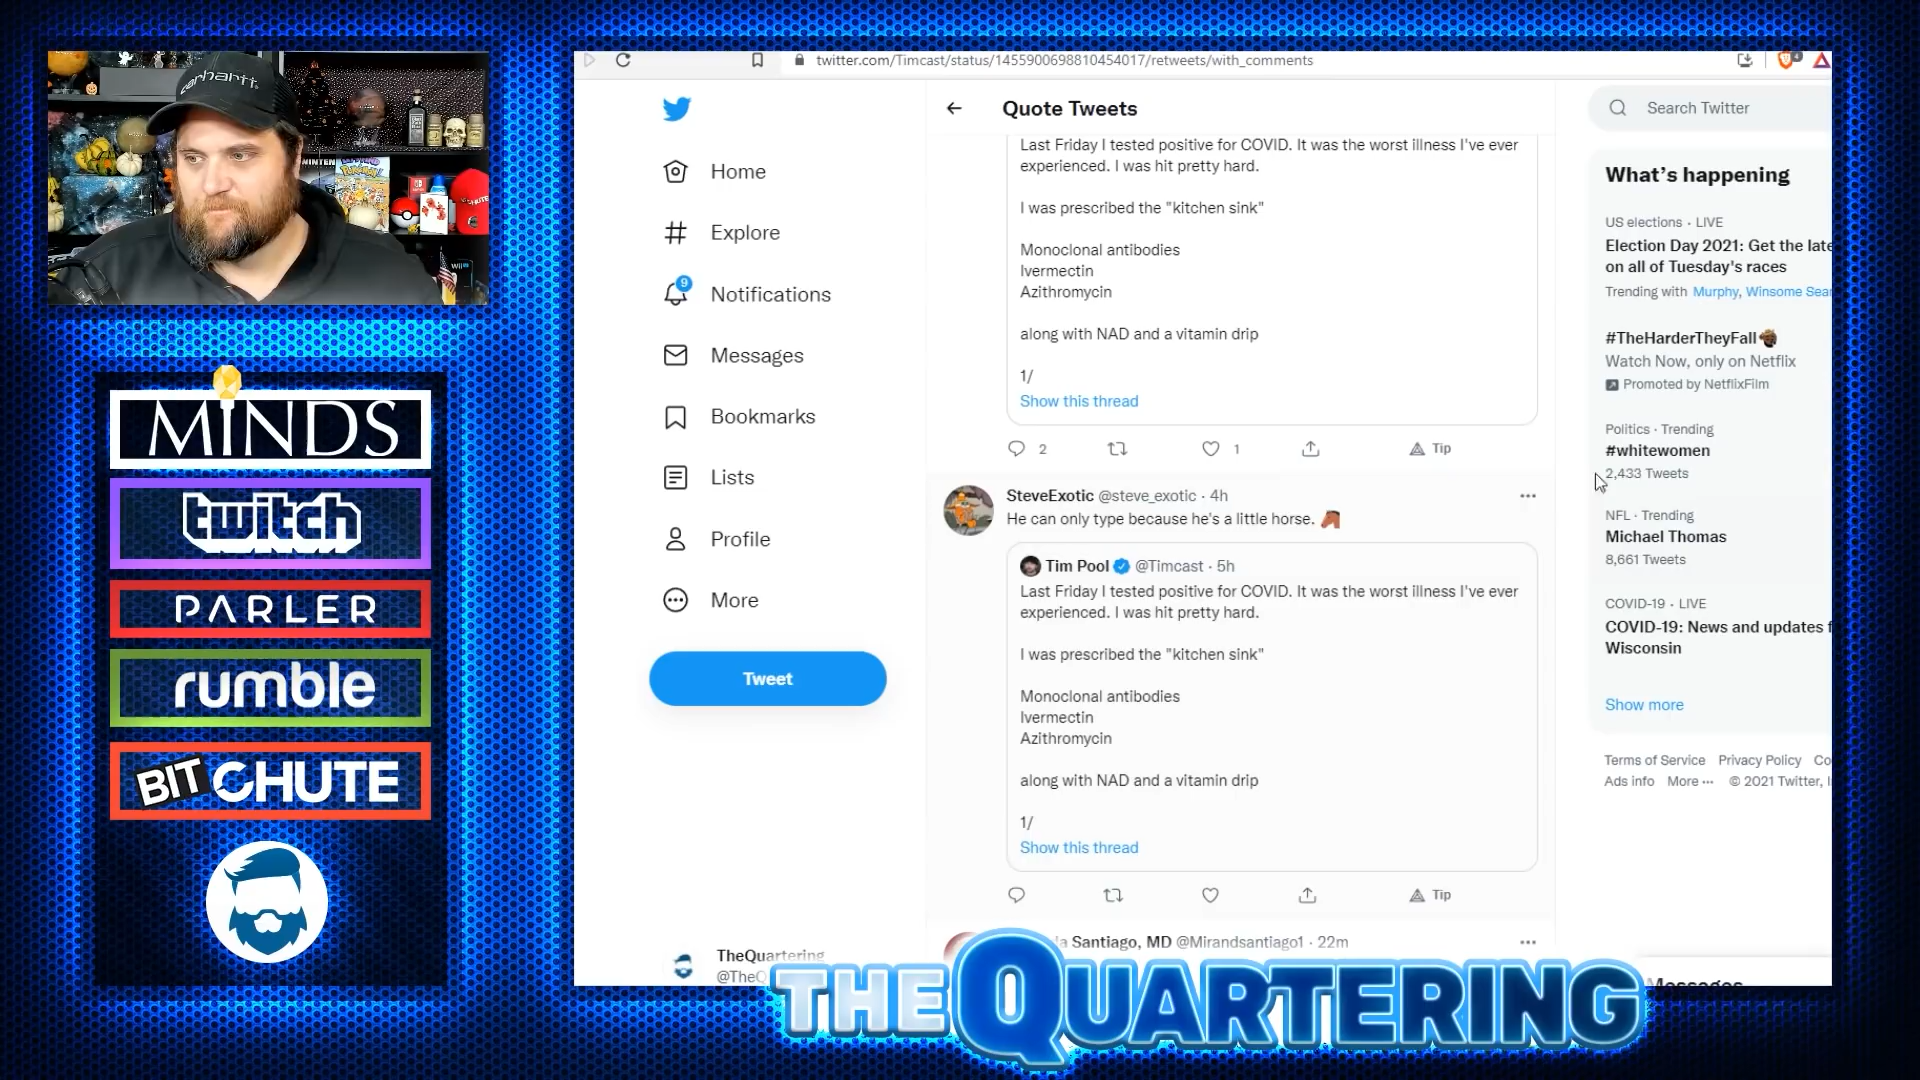 carhartt.
MINDS
twitch
PARLER
rumble
BITCHUTE
twitter.com/Timcast/status/1455900698810454017/retweets/with_comments
Home
Explore
9
Notifications
Messages
Bookmarks
Lists
Profile
More
Tweet
TheQuartering
@TheQ
Quote Tweets
Last Friday I tested positive for COVID. It was the worst illness I've ever
experienced. I was hit pretty hard.
I was prescribed the "kitchen sink"
Monoclonal antibodies
Ivermectin
Azithromycin
along with NAD and a vitamin drip
1/
Show this thread
2
1
Tip
SteveExotic @steve_exotic · 4h
He can only type because he's a little horse.
Tim Pool @Timcast · 5h
Last Friday I tested positive for COVID. It was the worst illness I've ever
experienced. I was hit pretty hard.
I was prescribed the "kitchen sink"
Monoclonal antibodies
Ivermectin
Azithromycin
along with NAD and a vitamin drip
1/
Show this thread
Tip
Santiago, MD @Mirandsantiago1 · 22m
Search Twitter
What's happening
US elections · LIVE
Election Day 2021: Get the late
on all of Tuesday's races
Trending with Murphy, Winsome Sear
#TheHarderTheyFall
Watch Now, only on Netflix
Promoted by NetflixFilm
Politics · Trending
#whitewomen
2,433 Tweets
NFL · Trending
Michael Thomas
8,661 Tweets
COVID-19 · LIVE
COVID-19: News and updates f
Wisconsin
Show more
Terms of Service Privacy Policy Co
Ads info More ··· © 2021 Twitter, I
Messages
THE QUARTERING